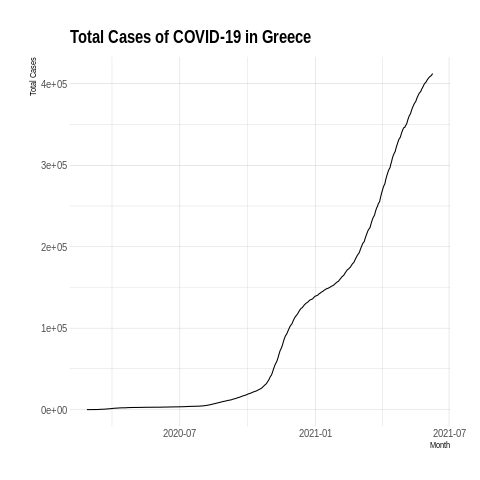 Total Cases of COVID-19 in Greece
Total Cases
4e+05
3e+05
2e+05
1e+05
0e+00
2020-07
2021-01
2021-07
Month